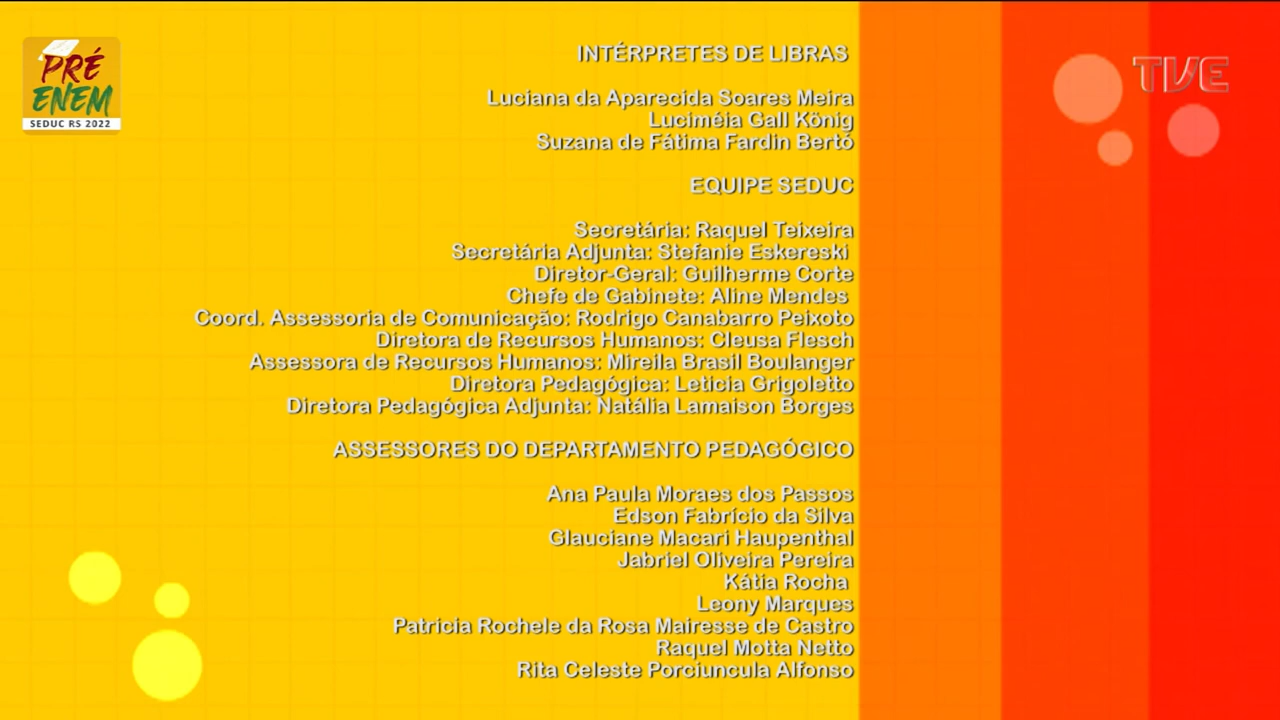 PRÉ
ENEM
SEDUC RS 2022
TVE
INTÉRPRETES DE LIBRAS
Luciana da Aparecida Soares Meira
Luciméia Gall König
Suzana de Fátima Fardin Bertó
EQUIPE SEDUC
Secretária: Raquel Teixeira
Secretária Adjunta: Stefanie Eskereski
Diretor-Geral: Guilherme Corte
Chefe de Gabinete: Aline Mendes
Coord. Assessoria de Comunicação: Rodrigo Canabarro Peixoto
Diretora de Recursos Humanos: Cleusa Flesch
Assessora de Recursos Humanos: Mireila Brasil Boulanger
Diretora Pedagógica: Leticia Grigoletto
Diretora Pedagógica Adjunta: Natália Lamaison Borges
ASSESSORES DO DEPARTAMENTO PEDAGÓGICO
Ana Paula Moraes dos Passos
Edson Fabrício da Silva
Glauciane Macari Haupenthal
Jabriel Oliveira Pereira
Kátia Rocha
Leony Marques
Patricia Rochele da Rosa Mairesse de Castro
Raquel Motta Netto
Rita Celeste Porciuncula Alfonso